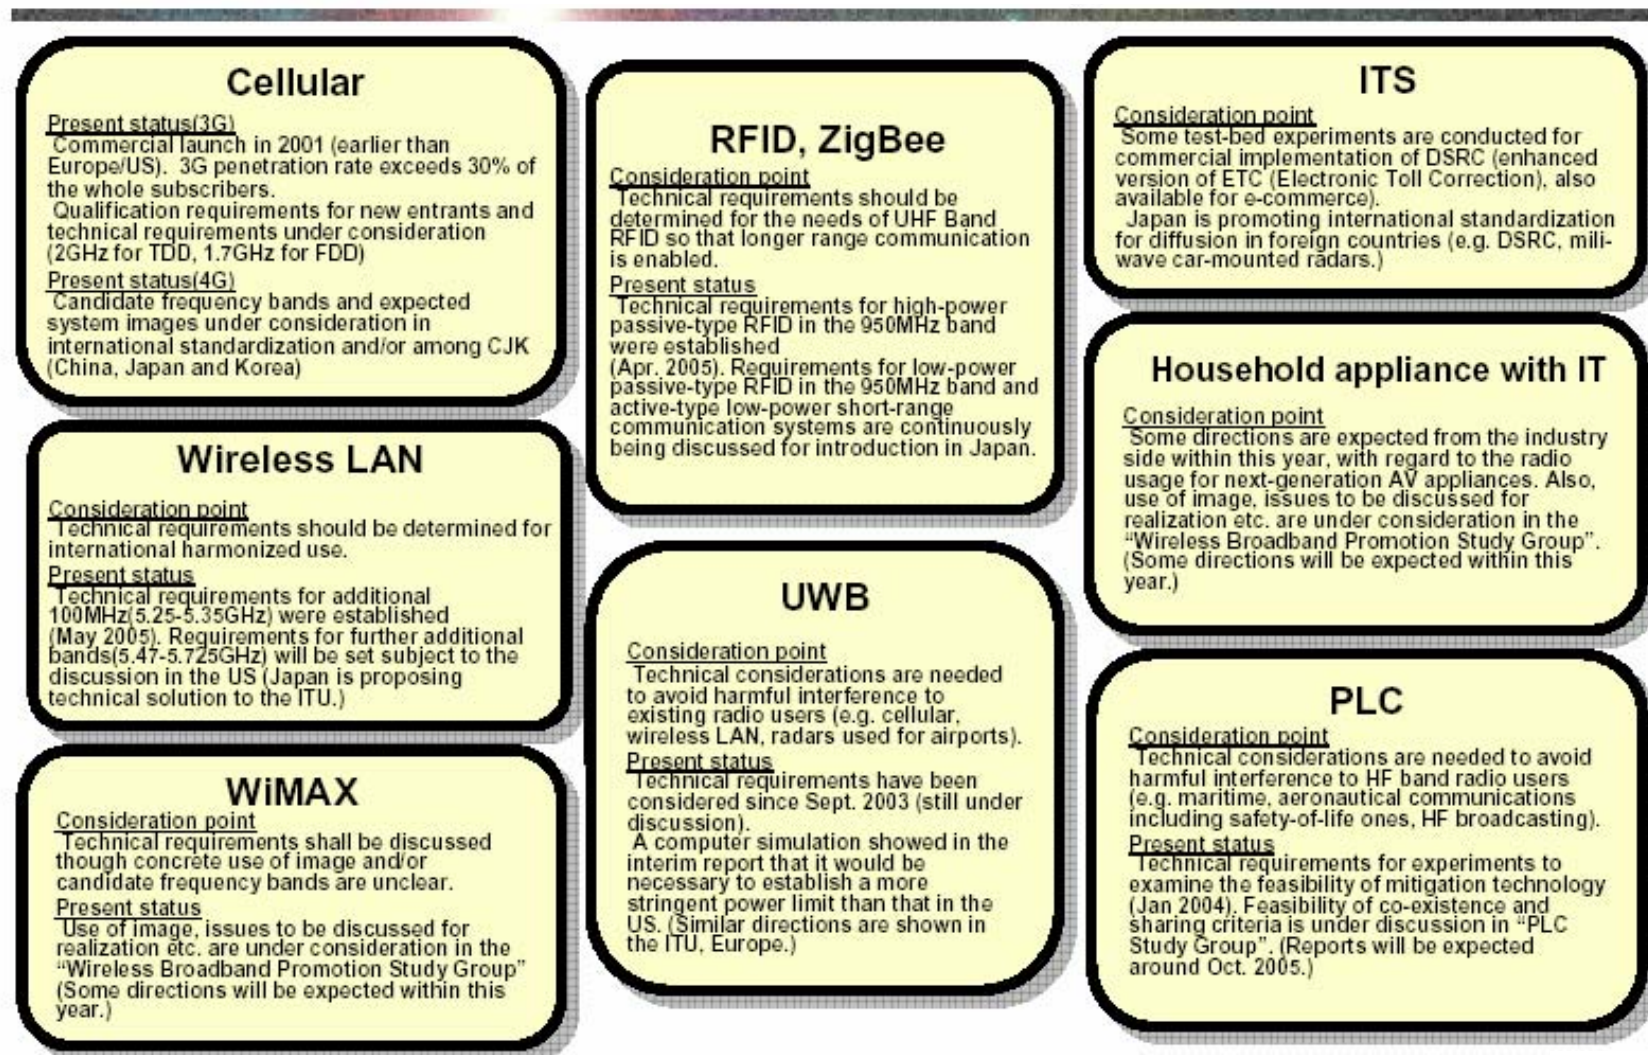 Cellular
Present status(3G)
Commercial launch in 2001 (earlier than
Europe/US). 3G penetration rate exceeds 30% of
the whole subscribers.
Qualification requirements for new entrants and
technical requirements under consideration
(2GHz for TDD, 1.7GHz for FDD)
Present status(4G)
Candidate frequency bands and expected
system images under consideration in
international standardization and/or among CJK
(China, Japan and Korea)
Wireless LAN
Consideration point
Technical requirements should be determined for
international harmonized use.
Present status
Technical requirements for additional
100MHz(5.25-5.35GHz) were established
(May 2005). Requirements for further additional
bands(5.47-5.725GHz) will be set subject to the
discussion in the US (Japan is proposing
technical solution to the ITU.)
WiMAX
Consideration point
Technical requirements shall be discussed
though concrete use of image and/or
candidate frequency bands are unclear.
Present status
Use of image, issues to be discussed for
realization etc. are under consideration in the
“Wireless Broadband Promotion Study Group”
(Some directions will be expected within this
year.)
RFID, ZigBee
Consideration point
Technical requirements should be
determined for the needs of UHF Band
RFID so that longer range communication
is enabled.
Present status
Technical requirements for high-power
passive-type RFID in the 950MHz band
were established
(Apr. 2005). Requirements for low-power
passive-type RFID in the 950MHz band and
active-type low-power short-range
communication systems are continuously
being discussed for introduction in Japan.
UWB
Consideration point
Technical considerations are needed
to avoid harmful interference to
existing radio users (e.g. cellular,
wireless LAN, radars used for airports).
Present status
Technical requirements have been
considered since Sept. 2003 (still under
discussion).
A computer simulation showed in the
interim report that it would be
necessary to establish a more
stringent power limit than that in the
US. (Similar directions are shown in
the ITU, Europe.)
ITS
Consideration point
Some test-bed experiments are conducted for
commercial implementation of DSRC (enhanced
version of ETC (Electronic Toll Correction), also
available for e-commerce).
Japan is promoting international standardization
for diffusion in foreign countries (e.g. DSRC, mili-
wave car-mounted radars.)
Household appliance with IT
Consideration point
Some directions are expected from the industry
side within this year, with regard to the radio
usage for next-generation AV appliances. Also,
use of image, issues to be discussed for
realization etc. are under consideration in the
“Wireless Broadband Promotion Study Group”.
(Some directions will be expected within this
year.)
PLC
Consideration point
Technical considerations are needed to avoid
harmful interference to HF band radio users
(e.g. maritime, aeronautical communications
including safety-of-life ones, HF broadcasting).
Present status
Technical requirements for experiments to
examine the feasibility of mitigation technology
(Jan 2004). Feasibility of co-existence and
sharing criteria is under discussion in “PLC
Study Group”. (Reports will be expected
around Oct. 2005.)